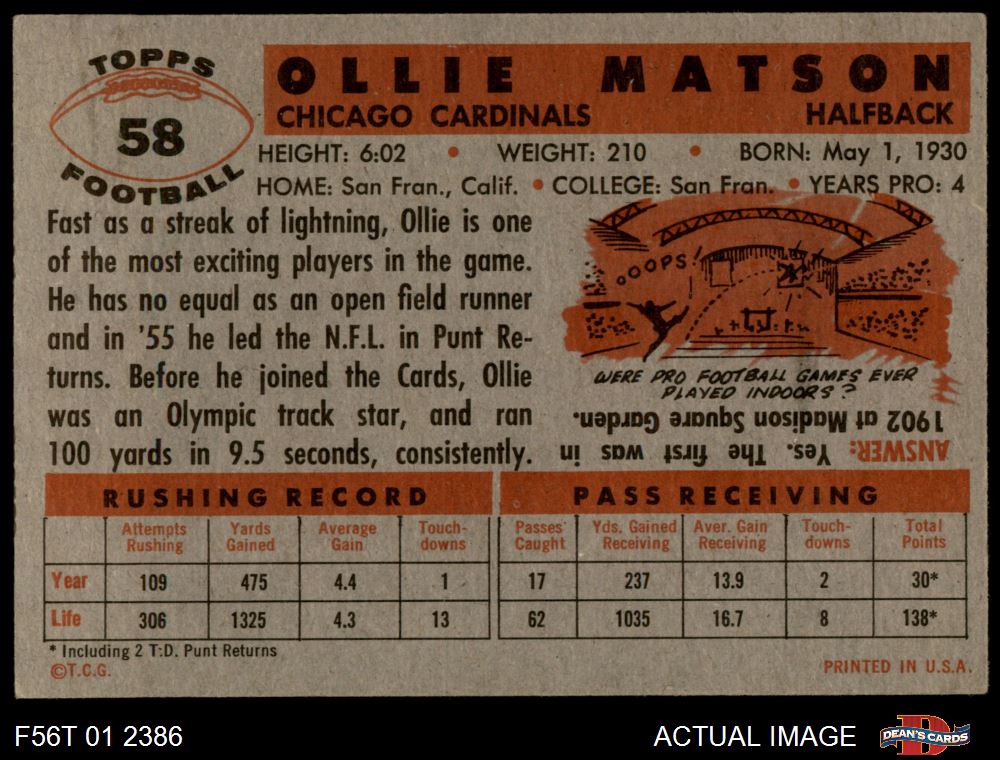 TOPPS
58
FOOTBALL
OLLIE MATSON
CHICAGO CARDINALS HALFBACK
HEIGHT: 6:02 • WEIGHT: 210 • BORN: May 1, 1930
HOME: San Fran., Calif. • COLLEGE: San Fran. • YEARS PRO: 4
Fast as a streak of lightning, Ollie is one
of the most exciting players in the game.
He has no equal as an open field runner
and in '55 he led the N.F.L. in Punt Re-
turns. Before he joined the Cards, Ollie
was an Olympic track star, and ran
100 yards in 9.5 seconds, consistently.
OOOPS!
WERE PRO FOOTBALL GAMES EVER
PLAYED INDOORS?
ANSWER: Yes. The first was in
1902 at Madison Square Garden.
RUSHING RECORD
Attempts Rushing Yards Gained Average Gain Touch-downs
Year 109 475 4.4 1
Life 306 1325 4.3 13
PASS RECEIVING
Passes Caught Yds. Gained Receiving Aver. Gain Receiving Touch-downs Total Points
17 237 13.9 2 30*
62 1035 16.7 8 138*
* Including 2 T.D. Punt Returns
©T.C.G. PRINTED IN U.S.A.
F56T 01 2386 ACTUAL IMAGE DEAN'S CARDS